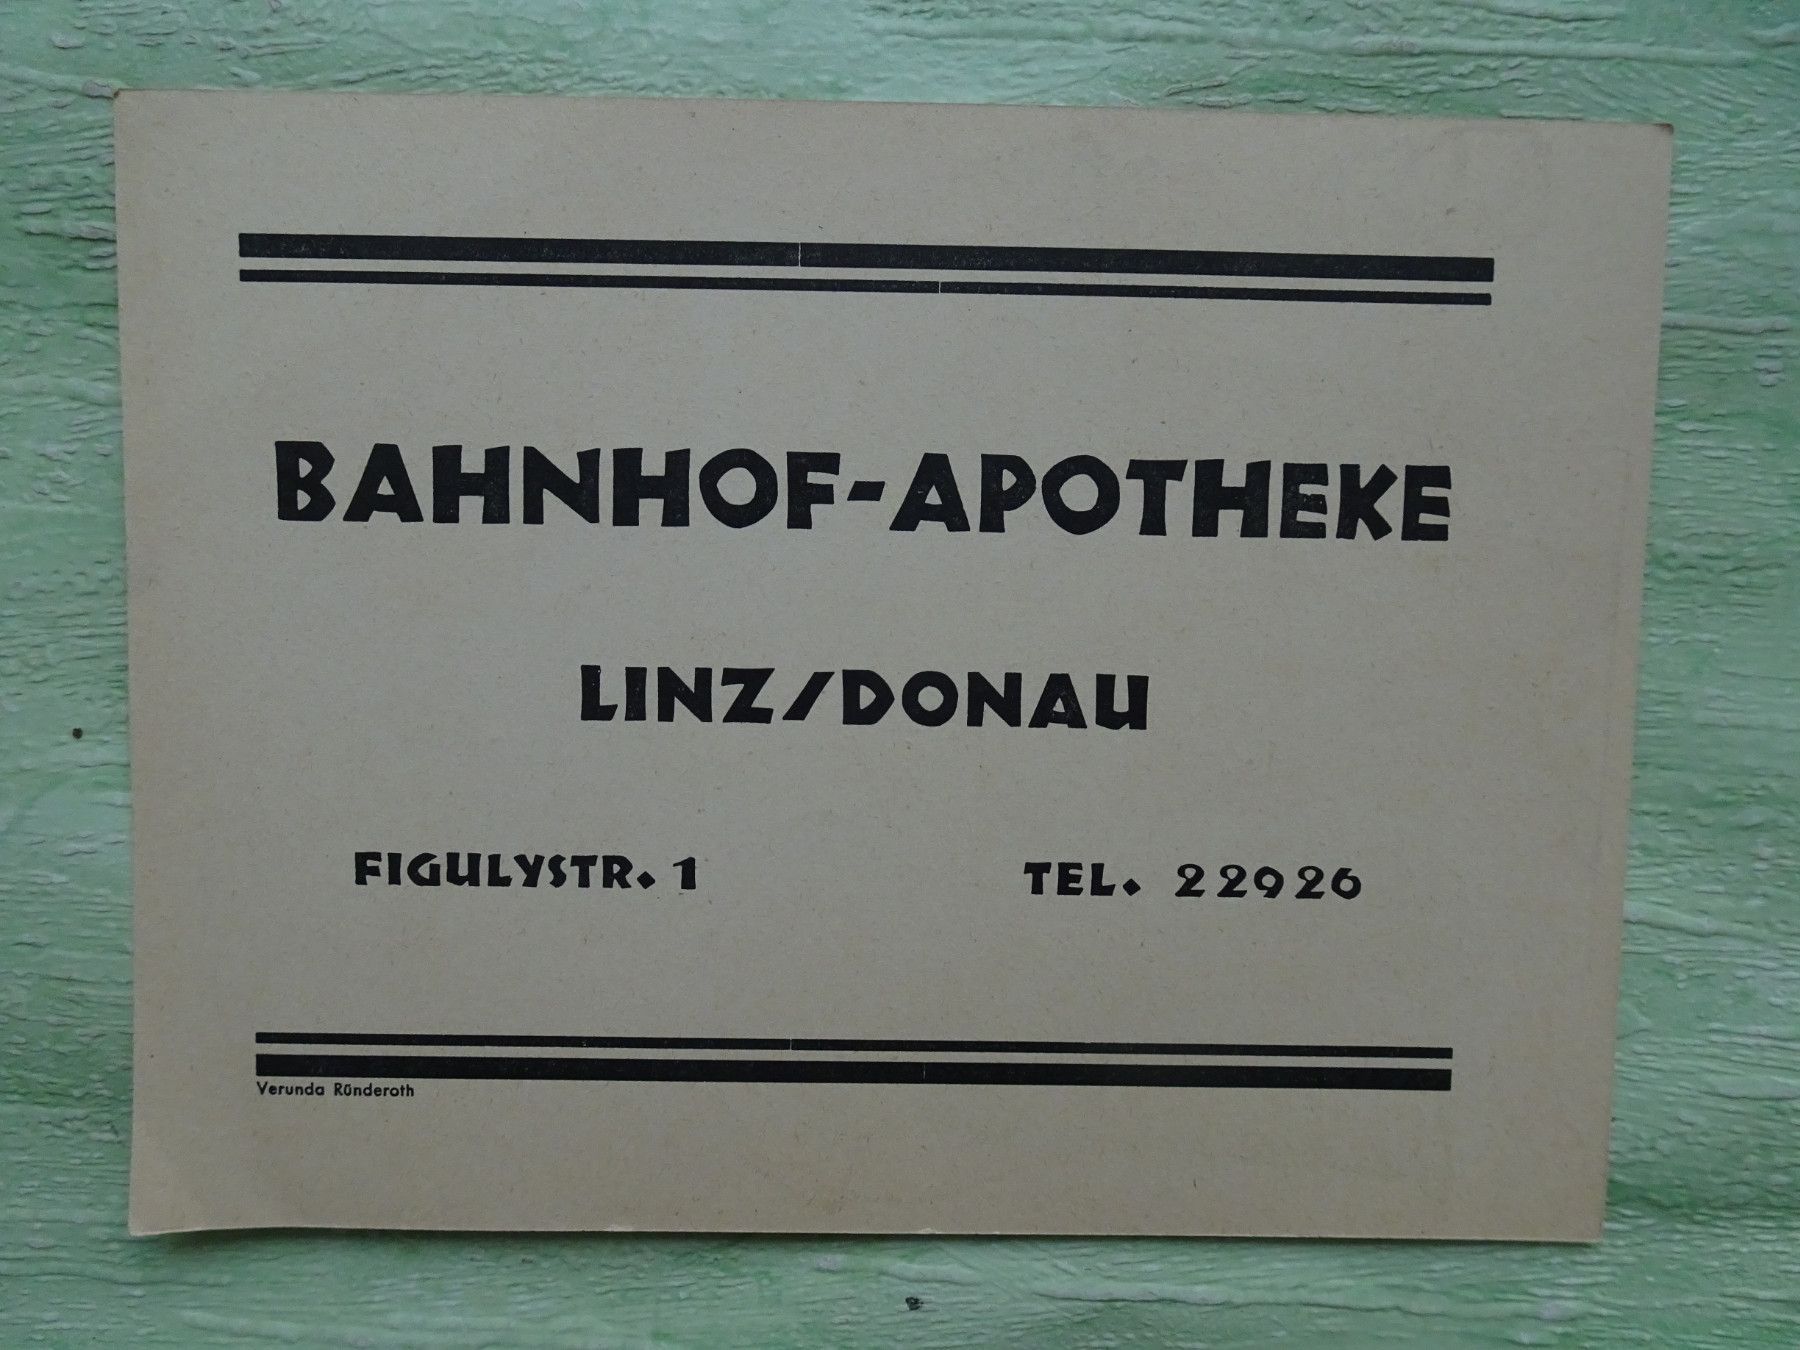 BAHNHOF-APOTHEKE
LINZ/DONAU
FIGULYSTR. 1 TEL. 22926
Verunda Ründeroth